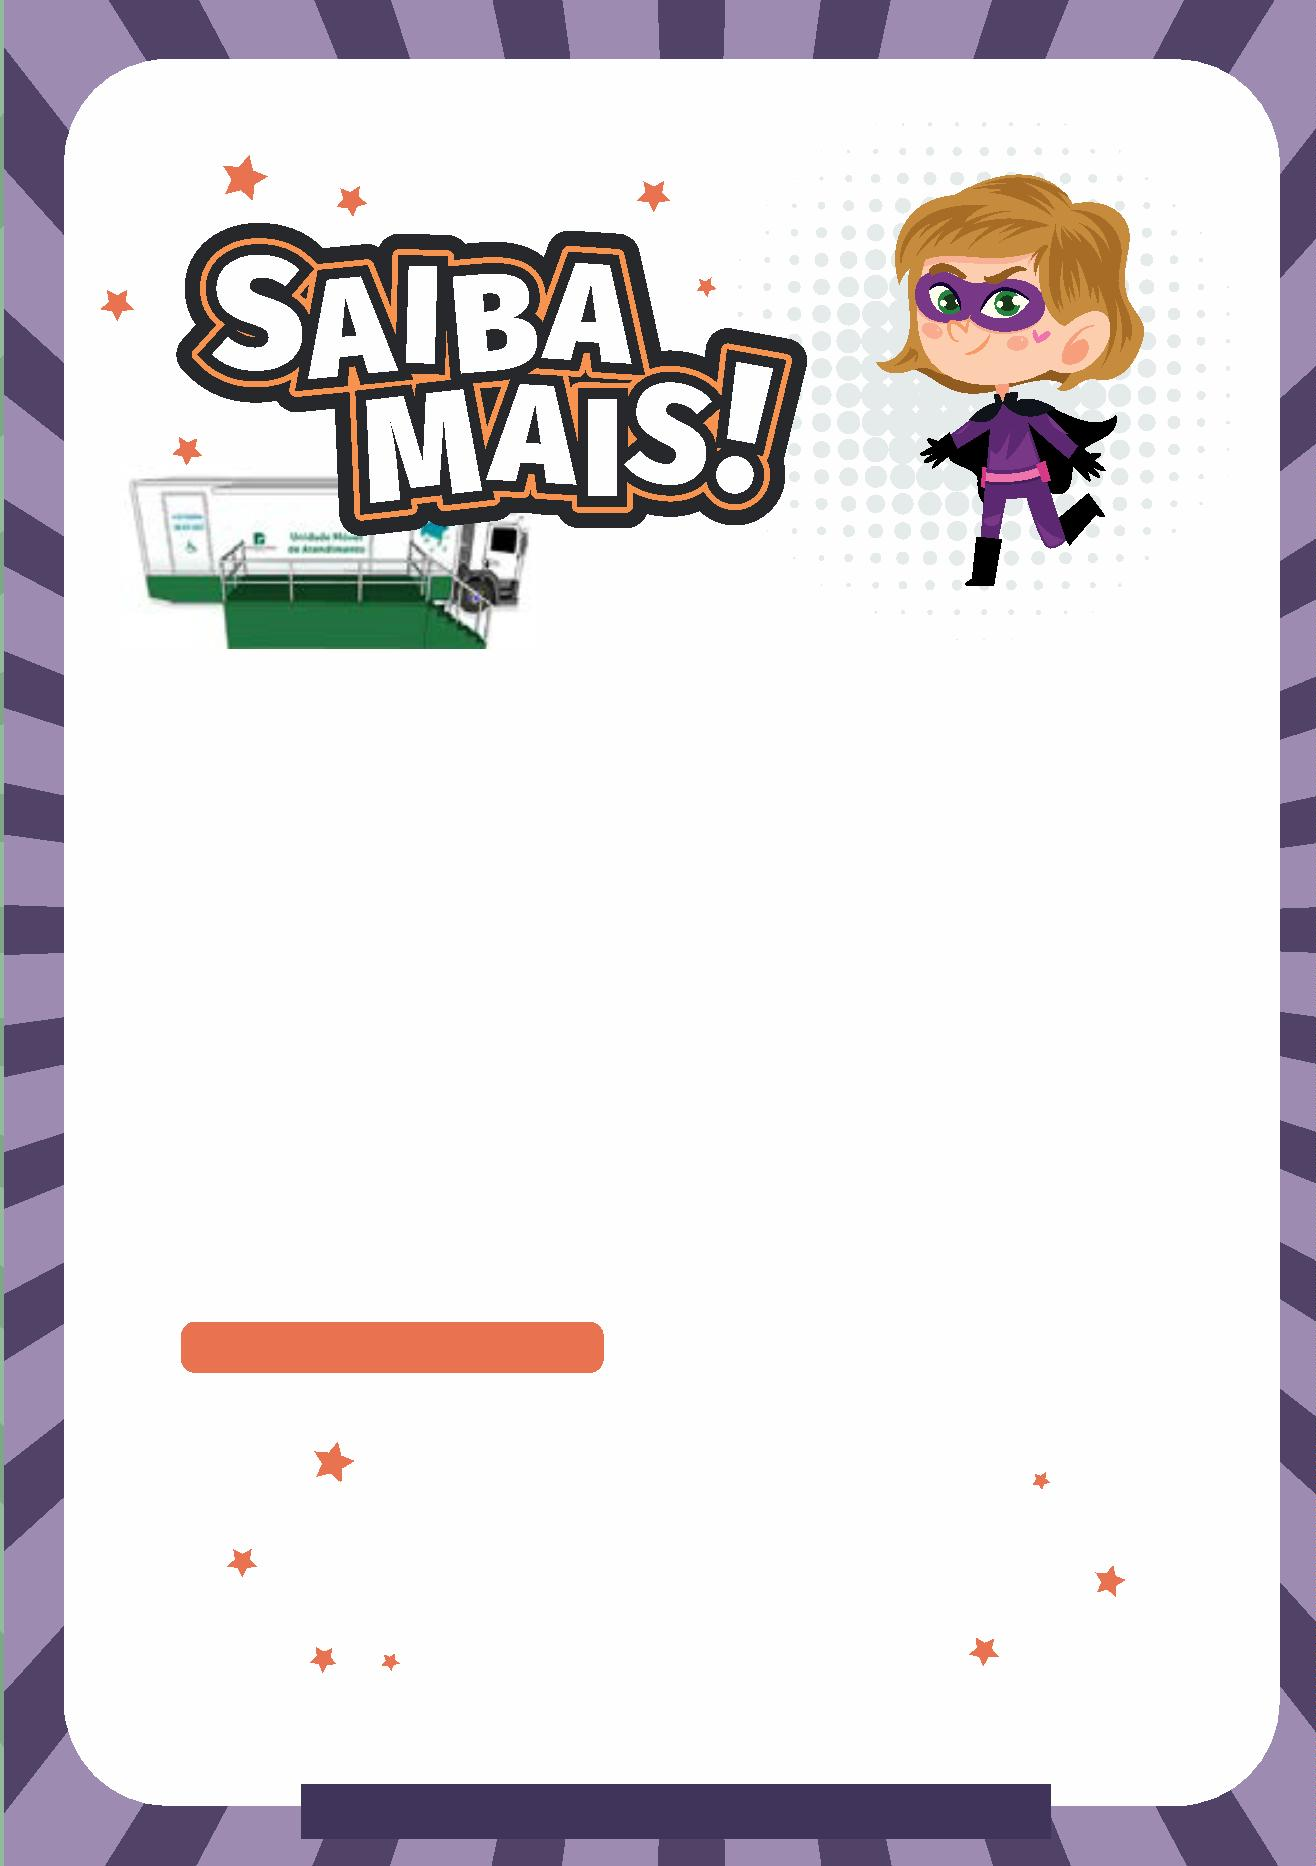 SAIBA
MAIS!
Unidade Móvel
de Atendimento